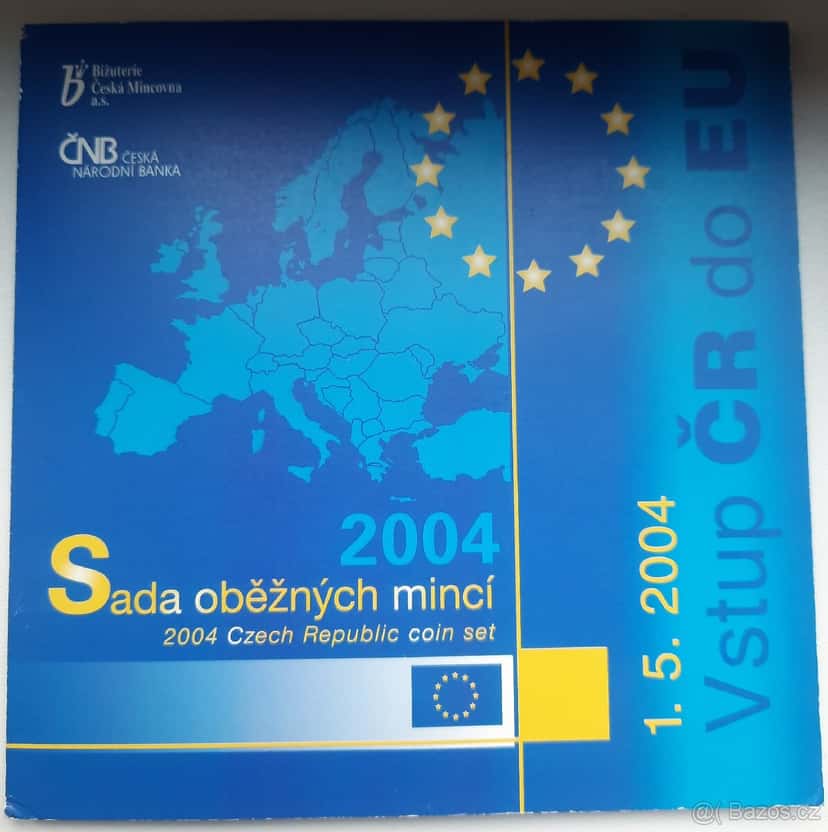 Bižuterie
Česká Mincovna
a.s.
ČNB ČESKÁ
NÁRODNÍ BANKA
2004
Sada oběžných mincí
2004 Czech Republic coin set
1. 5. 2004
Vstup ČR do EU
@( Bazos.cz